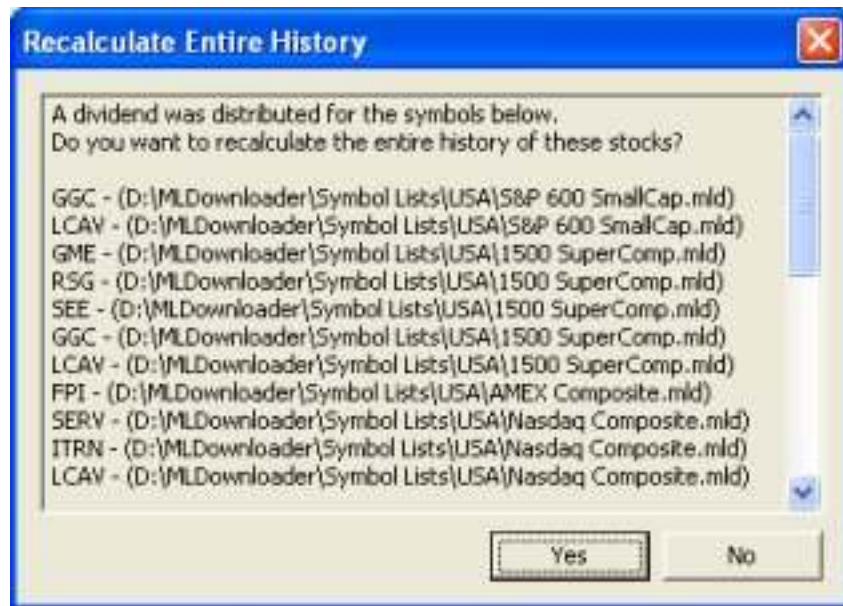 Recalculate Entire History
A dividend was distributed for the symbols below.
Do you want to recalculate the entire history of these stocks?
GGC - (D:\MLDownloader\Symbol Lists\USA\S&P 600 SmallCap.mld)
LCAV - (D:\MLDownloader\Symbol Lists\USA\S&P 600 SmallCap.mld)
GME - (D:\MLDownloader\Symbol Lists\USA\1500 SuperComp.mld)
RSG - (D:\MLDownloader\Symbol Lists\USA\1500 SuperComp.mld)
SEE - (D:\MLDownloader\Symbol Lists\USA\1500 SuperComp.mld)
GGC - (D:\MLDownloader\Symbol Lists\USA\1500 SuperComp.mld)
LCAV - (D:\MLDownloader\Symbol Lists\USA\1500 SuperComp.mld)
FPI - (D:\MLDownloader\Symbol Lists\USA\AMEX Composite.mld)
SERV - (D:\MLDownloader\Symbol Lists\USA\Nasdaq Composite.mld)
ITRN - (D:\MLDownloader\Symbol Lists\USA\Nasdaq Composite.mld)
LCAV - (D:\MLDownloader\Symbol Lists\USA\Nasdaq Composite.mld)
Yes No